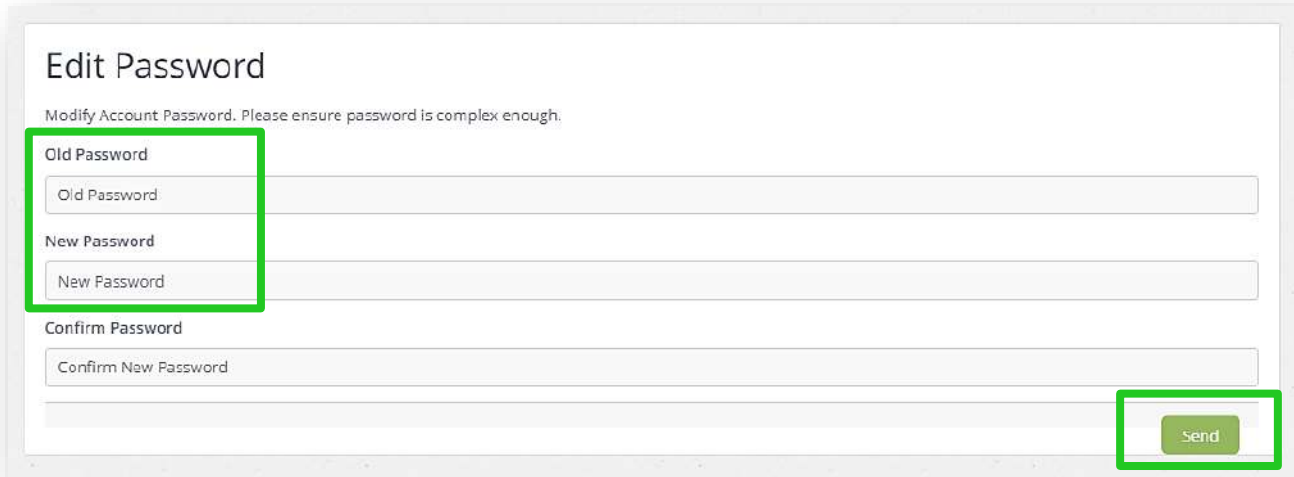 Edit Password
Modify Account Password. Please ensure password is complex enough.
Old Password
Old Password
New Password
New Password
Confirm Password
Confirm New Password
Send